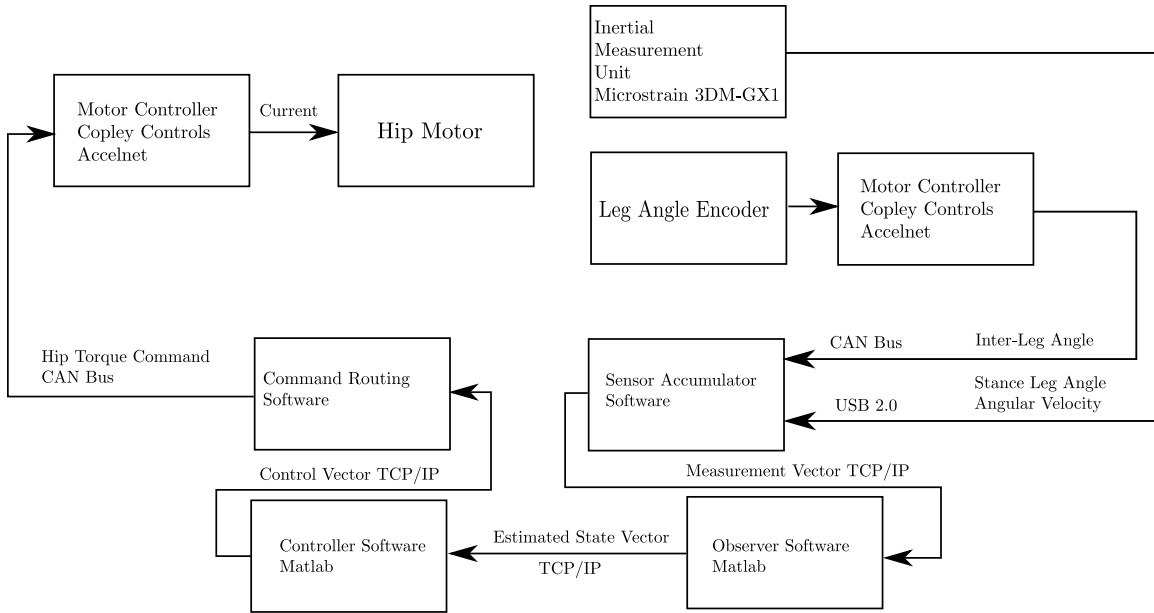 Inertial
Measurement
Unit
Microstrain 3DM-GX1
Motor Controller
Copley Controls
Accelnet
Current
Hip Motor
Leg Angle Encoder
Motor Controller
Copley Controls
Accelnet
Hip Torque Command
CAN Bus
Command Routing
Software
Sensor Accumulator
Software
CAN Bus
Inter-Leg Angle
Stance Leg Angle
Angular Velocity
USB 2.0
Control Vector TCP/IP
Measurement Vector TCP/IP
Controller Software
Matlab
Estimated State Vector
TCP/IP
Observer Software
Matlab